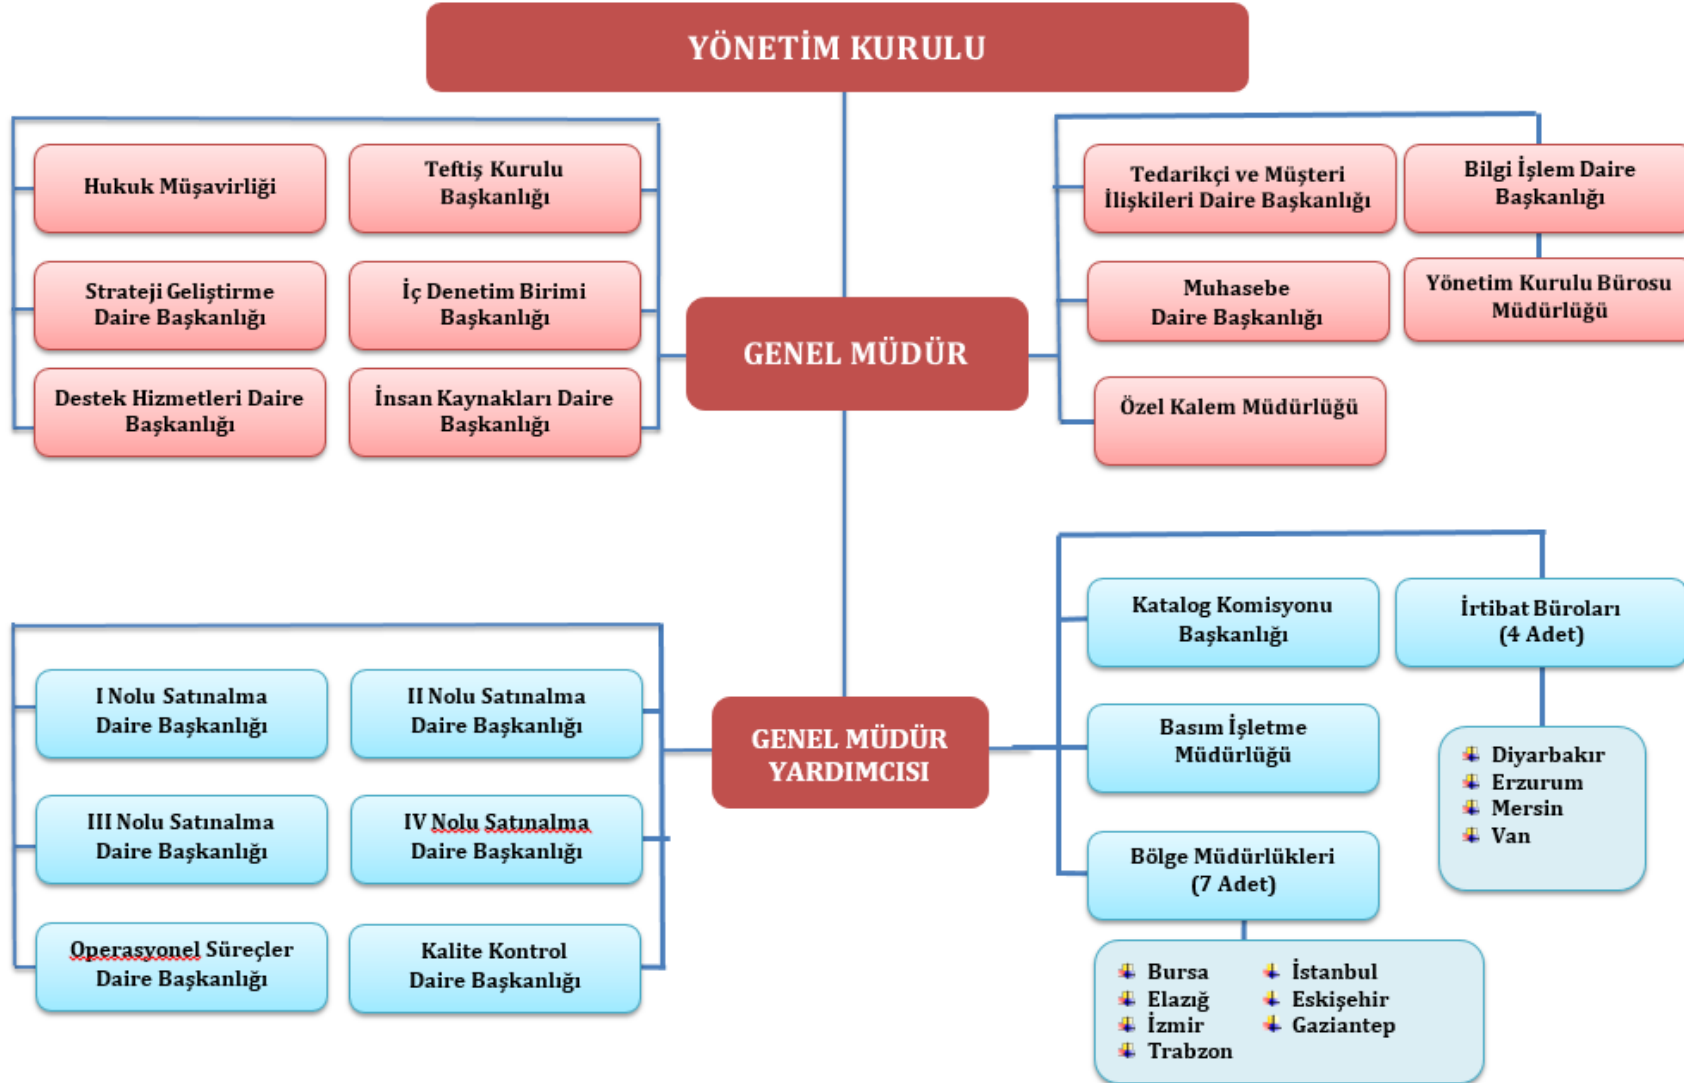 YÖNETİM KURULU
Hukuk Müşavirliği
Teftiş Kurulu
Başkanlığı
Strateji Geliştirme
Daire Başkanlığı
İç Denetim Birimi
Başkanlığı
Destek Hizmetleri Daire
Başkanlığı
İnsan Kaynakları Daire
Başkanlığı
GENEL MÜDÜR
Tedarikçi ve Müşteri
İlişkileri Daire Başkanlığı
Bilgi İşlem Daire
Başkanlığı
Muhasebe
Daire Başkanlığı
Yönetim Kurulu Bürosu
Müdürlüğü
Özel Kalem Müdürlüğü
I Nolu Satınalma
Daire Başkanlığı
II Nolu Satınalma
Daire Başkanlığı
III Nolu Satınalma
Daire Başkanlığı
IV Nolu Satınalma
Daire Başkanlığı
Operasyonel Süreçler
Daire Başkanlığı
Kalite Kontrol
Daire Başkanlığı
GENEL MÜDÜR
YARDIMCISI
Katalog Komisyonu
Başkanlığı
İrtibat Büroları
(4 Adet)
Basım İşletme
Müdürlüğü
Diyarbakır
Erzurum
Mersin
Van
Bölge Müdürlükleri
(7 Adet)
Bursa
Elazığ
İzmir
Trabzon
İstanbul
Eskişehir
Gaziantep